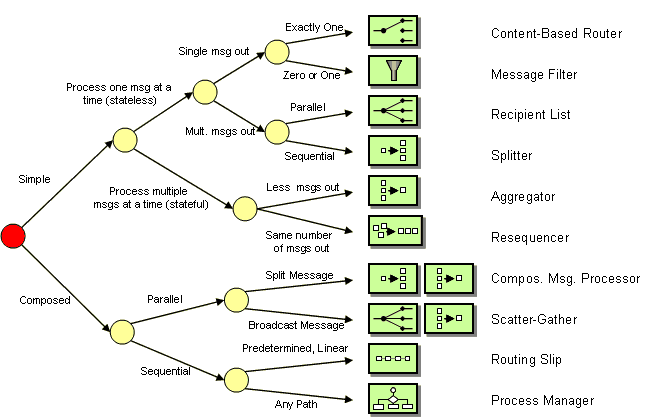 Exactly One
Content-Based Router
Single msg out
Zero or One
Message Filter
Process one msg at a
time (stateless)
Parallel
Recipient List
Mult. msgs out
Sequential
Splitter
Simple
Process multiple
msgs at a time (stateful)
Less msgs out
Aggregator
Same number
of msgs out
Resequencer
Composed
Parallel
Split Message
Compos. Msg. Processor
Broadcast Message
Scatter-Gather
Sequential
Predetermined, Linear
Routing Slip
Any Path
Process Manager